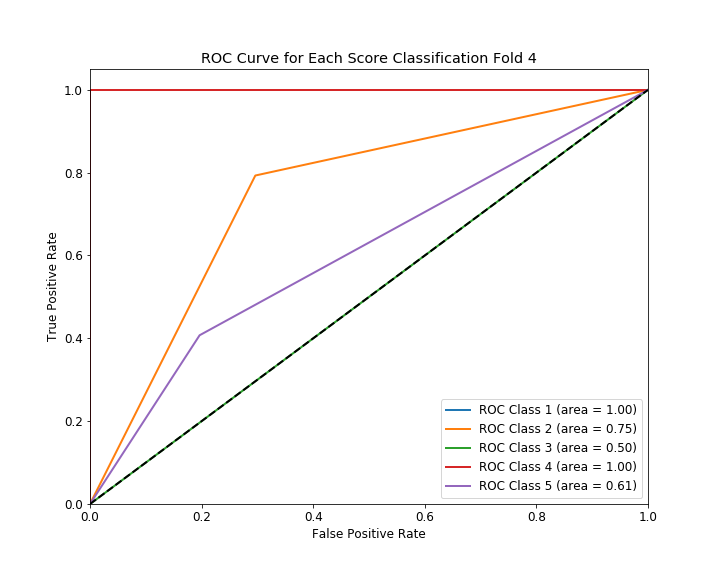 ROC Curve for Each Score Classification Fold 4
1.0
0.8
0.6
0.4
0.2
0.0
True Positive Rate
0.0 0.2 0.4 0.6 0.8 1.0
False Positive Rate
ROC Class 1 (area = 1.00)
ROC Class 2 (area = 0.75)
ROC Class 3 (area = 0.50)
ROC Class 4 (area = 1.00)
ROC Class 5 (area = 0.61)